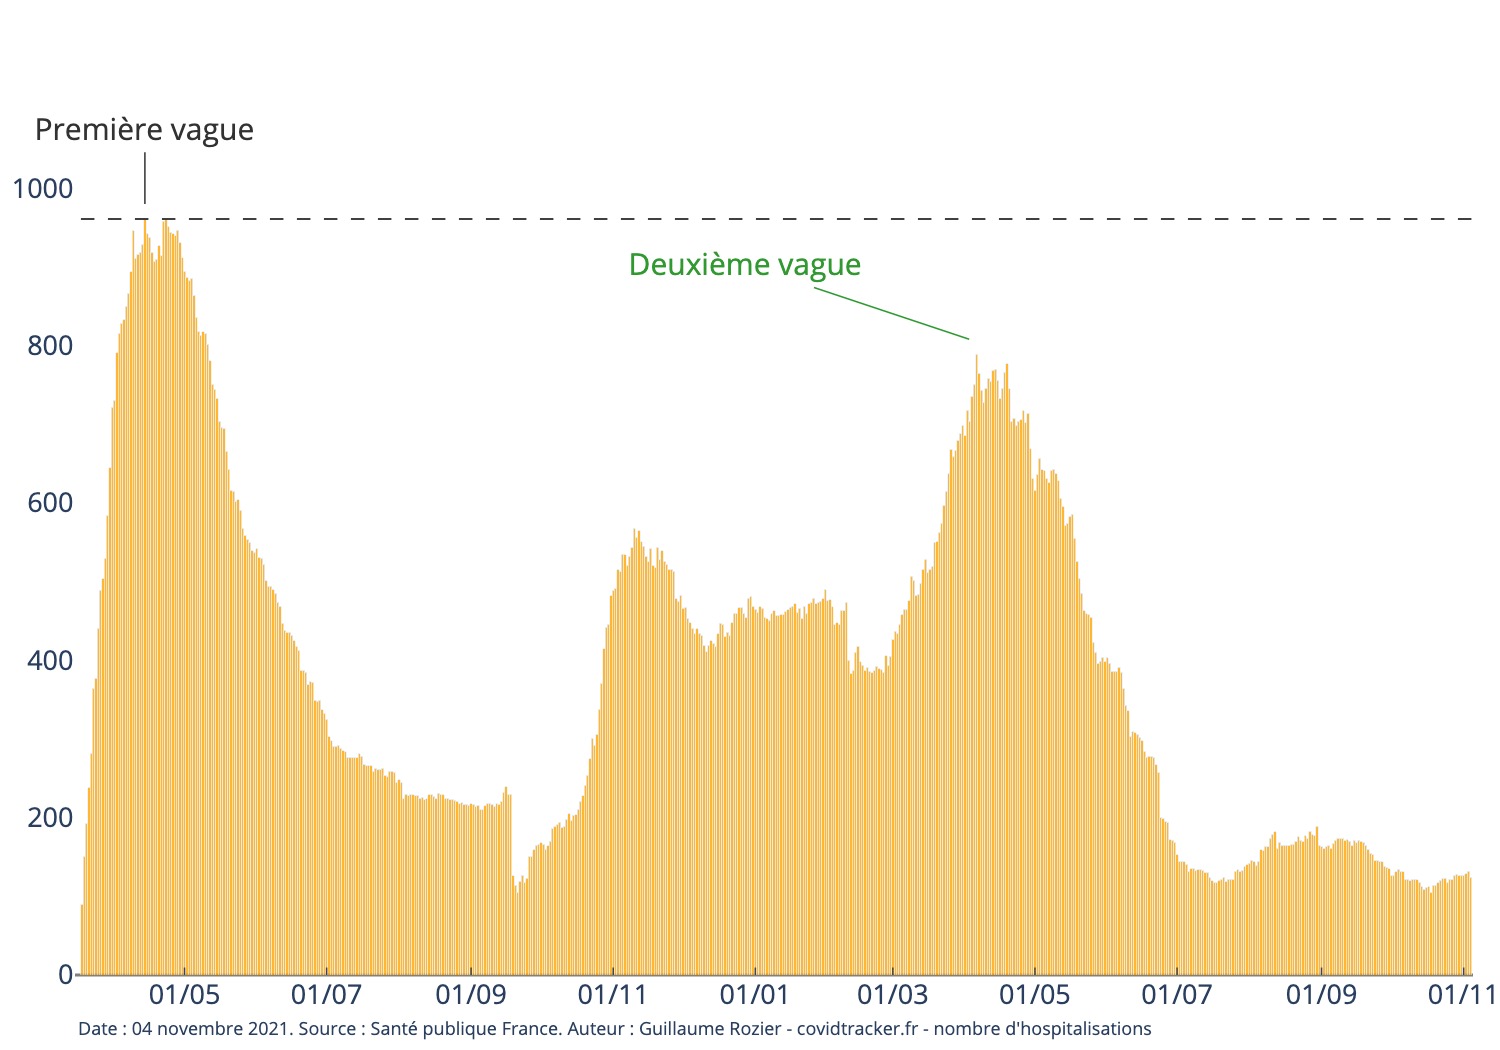 Première vague
1000
Deuxième vague
800
600
400
200
0
01/05 01/07 01/09 01/11 01/01 01/03 01/05 01/07 01/09 01/11
Date : 04 novembre 2021. Source : Santé publique France. Auteur : Guillaume Rozier - covidtracker.fr - nombre d'hospitalisations